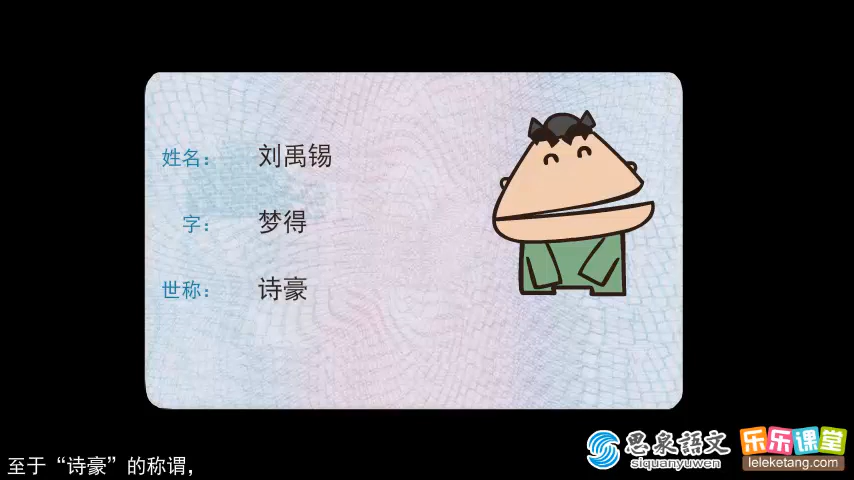 姓名： 刘禹锡
字： 梦得
世称： 诗豪
思泉語文
siquanyuwen
乐乐课堂
leleketang.com
至于“诗豪”的称谓，